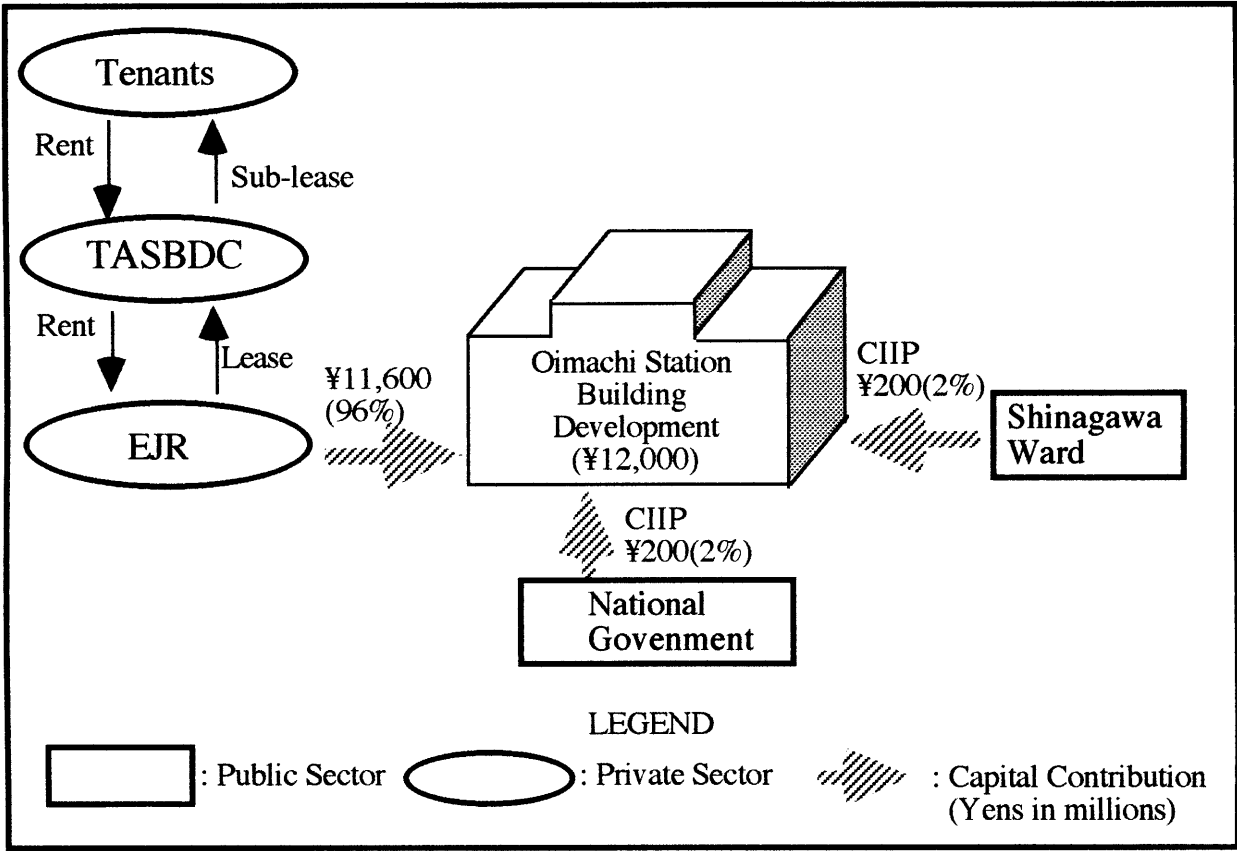 Tenants
Rent
Sub-lease
TASBDC
Rent
Lease
EJR
¥11,600
(96%)
Oimachi Station
Building
Development
(¥12,000)
CIIP
¥200(2%)
Shinagawa
Ward
CIIP
¥200(2%)
National
Govenment
LEGEND
: Public Sector
: Private Sector
: Capital Contribution
(Yens in millions)